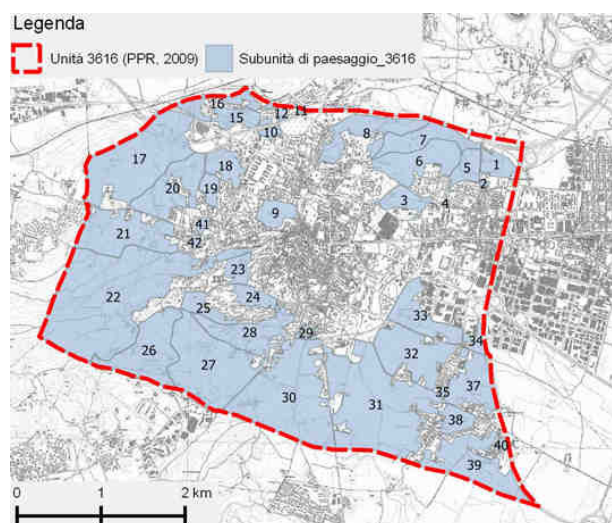 Legenda
Unità 3616 (PPR, 2009) Subunità di paesaggio_3616
16 12 11
15
10 8 7
17 18 6 5 1
20 19 3 4 2
9
41
21 42
23
22 25 24 33
28 29 34
26 32
27 35 37
30 31 38
40
39
0 1 2 km